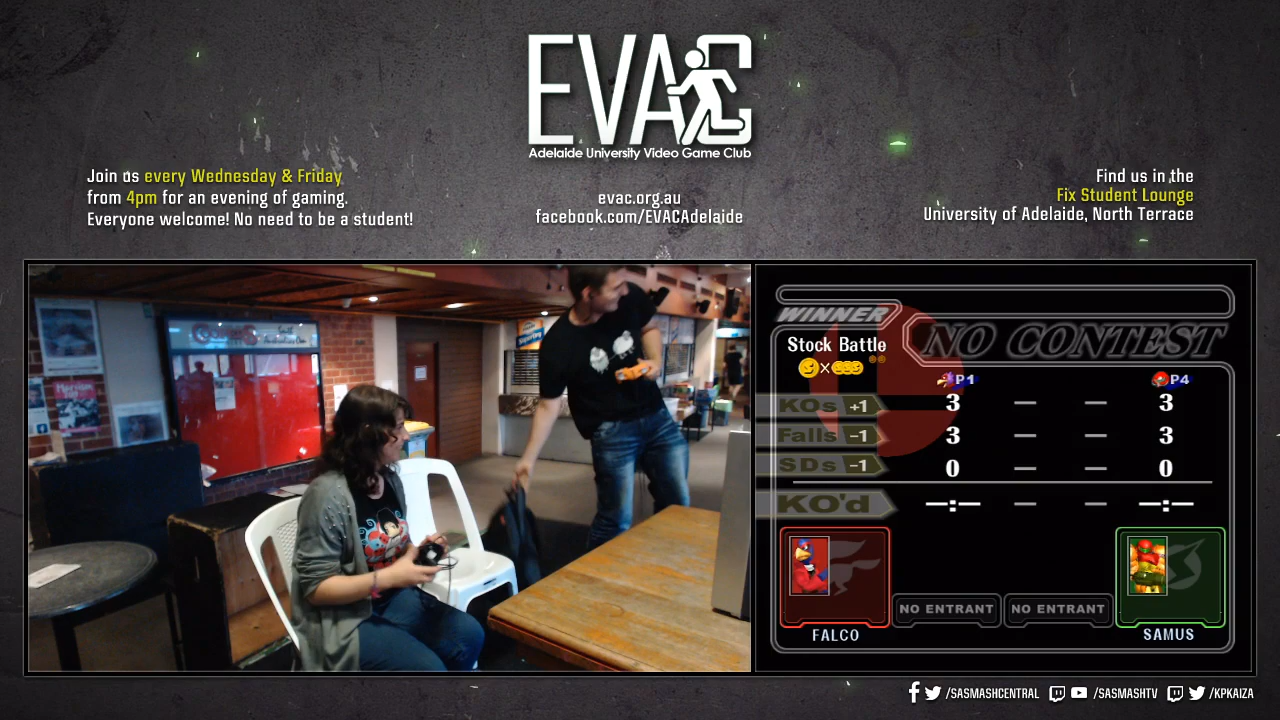 EVAC
Adelaide University Video Game Club
Join us every Wednesday & Friday
from 4pm for an evening of gaming.
Everyone welcome! No need to be a student!
evac.org.au
facebook.com/EVACAdelaide
Find us in the
Fix Student Lounge
University of Adelaide, North Terrace
WINNER
NO CONTEST
Stock Battle
P1
P4
KOs +1 3 — — 3
Falls -1 3 — — 3
SDs -1 0 — — 0
KO'd —:— — — —:—
NO ENTRANT
NO ENTRANT
FALCO
SAMUS
/SASMASHCENTRAL
/SASMASHTV
/KPKAIZA